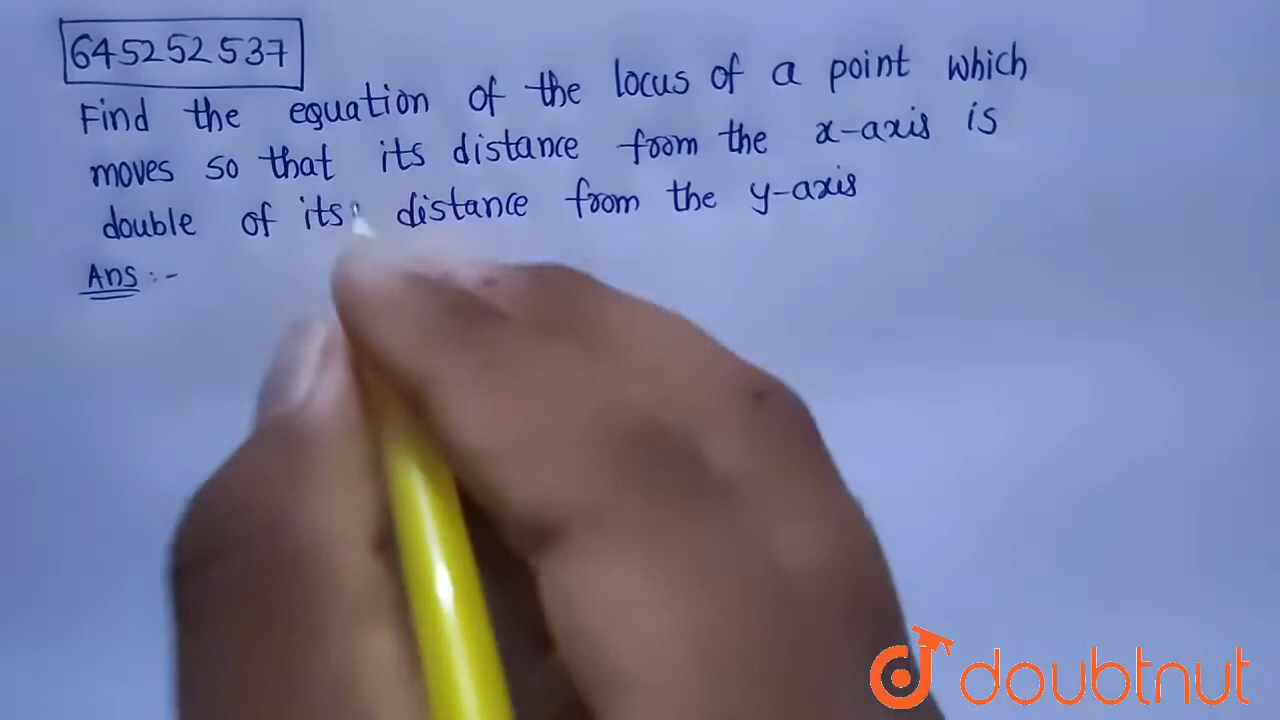 645252537
Find the equation of the locus of a point which
moves so that its distance from the x-axis is
double of its distance from the y-axis
Ans :-
doubtnut